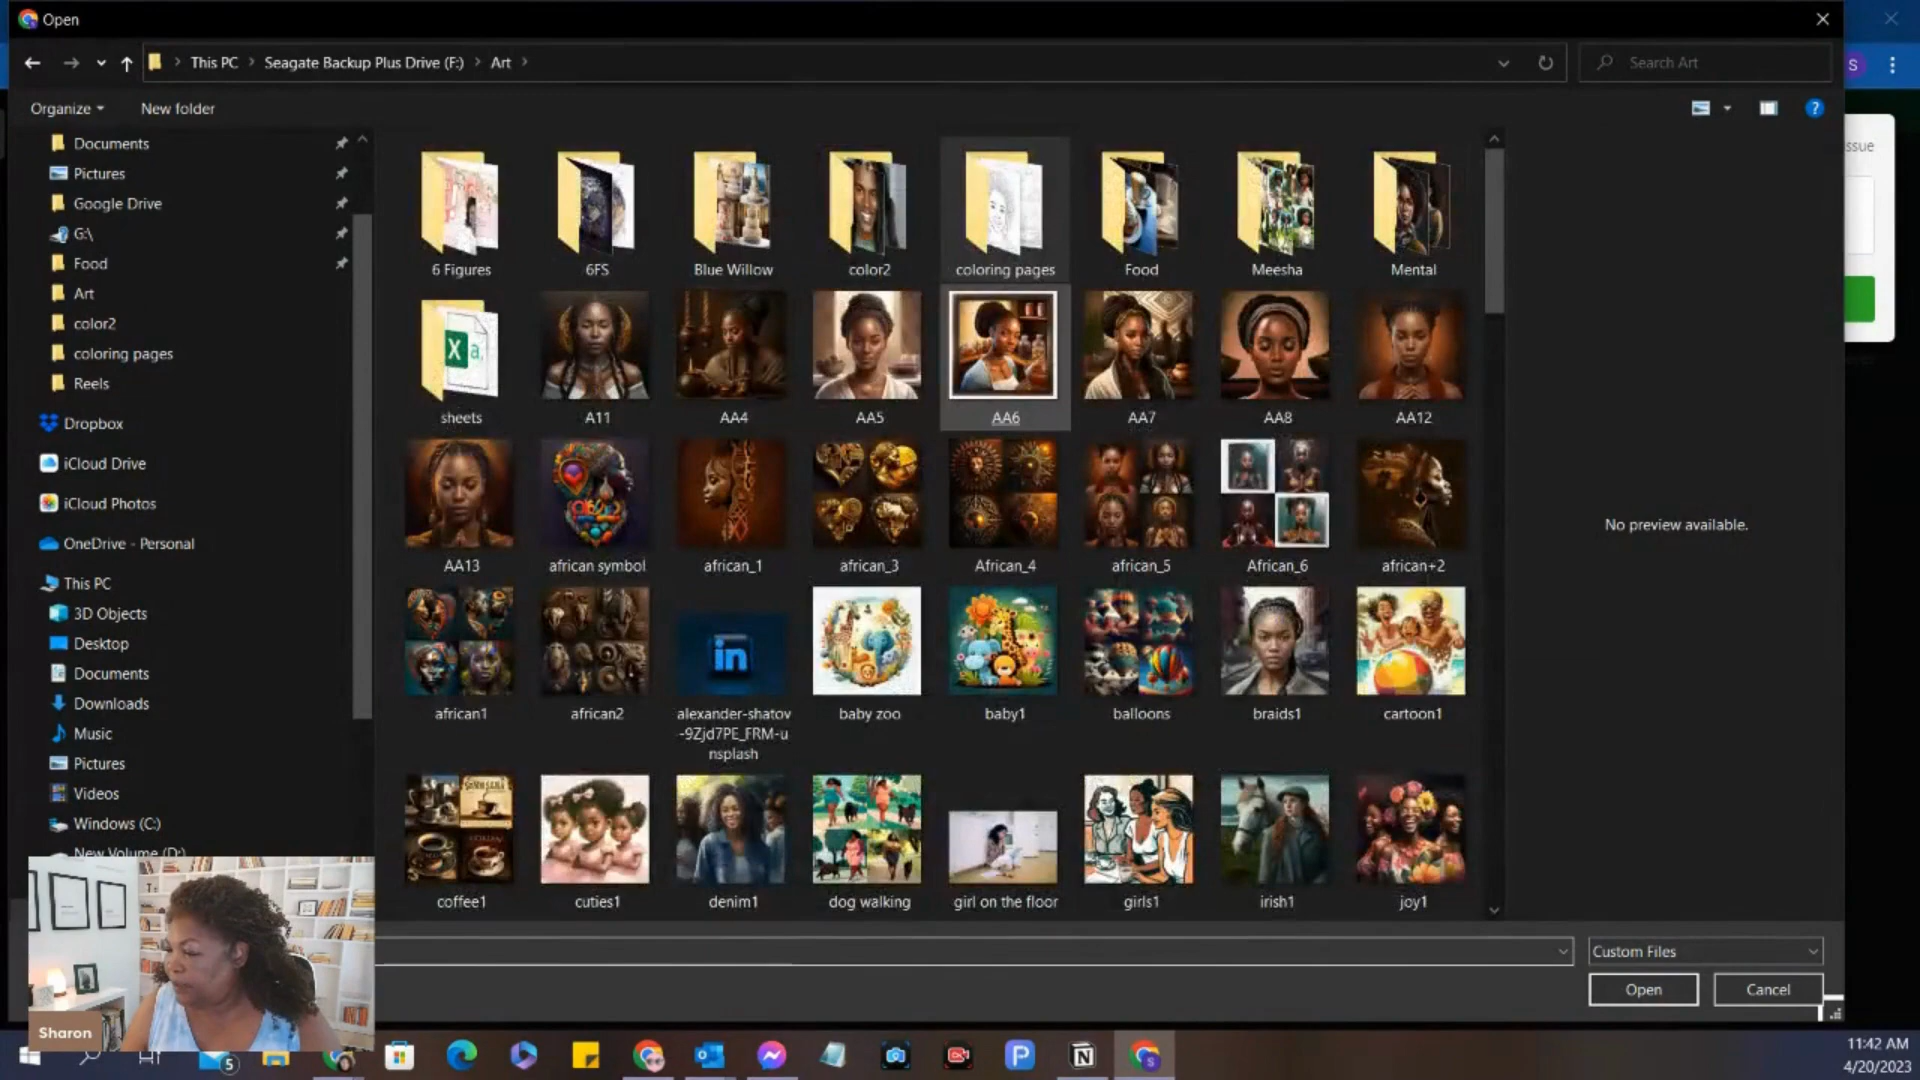 Open
This PC
Seagate Backup Plus Drive (F:)
Art
Search Art
S
Organize
New folder
?
ssue
Documents
Pictures
Google Drive
G:\
Food
Art
color2
coloring pages
Reels
Dropbox
iCloud Drive
iCloud Photos
OneDrive - Personal
This PC
3D Objects
Desktop
Documents
Downloads
Music
Pictures
Videos
Windows (C:)
New Volume (D:)
6 Figures
6FS
Blue Willow
color2
coloring pages
Food
Meesha
Mental
X a,
sheets
A11
AA4
AA5
AA6
AA7
AA8
AA12
AA13
african symbol
african_1
african_3
African_4
african_5
African_6
african+2
in
african1
african2
alexander-shatov
-9Zjd7PE_FRM-u
nsplash
baby zoo
baby1
balloons
braids1
cartoon1
coffee1
cuties1
denim1
dog walking
girl on the floor
girls1
irish1
joy1
No preview available.
Custom Files
Open
Cancel
Sharon
5
P
N
S
11:42 AM
4/20/2023